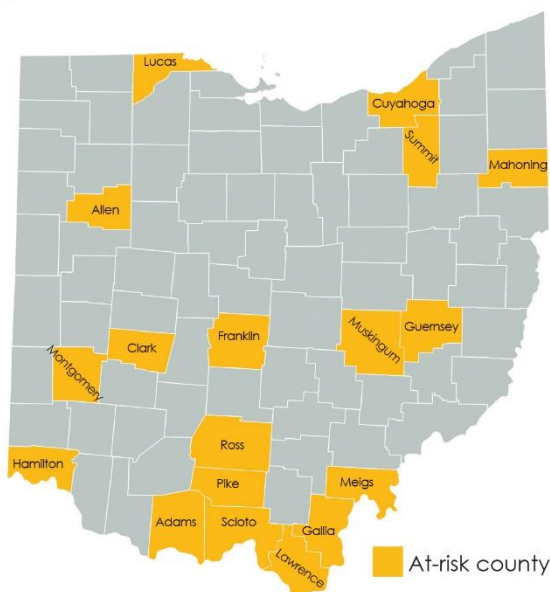 Lucas
Cuyahoga
Summit
Mahoning
Allen
Franklin
Muskingum
Guernsey
Clark
Montgomery
Ross
Hamilton
Pike
Meigs
Adams
Scioto
Gallia
Lawrence
At-risk county